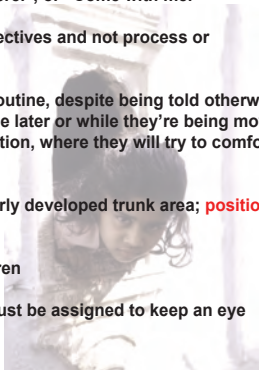 "Come with me.
ectives and not process or
outine, despite being told otherw
e later or while they're being mo
tion, where they will try to comfo
rly developed trunk area; positio
ren
ust be assigned to keep an eye